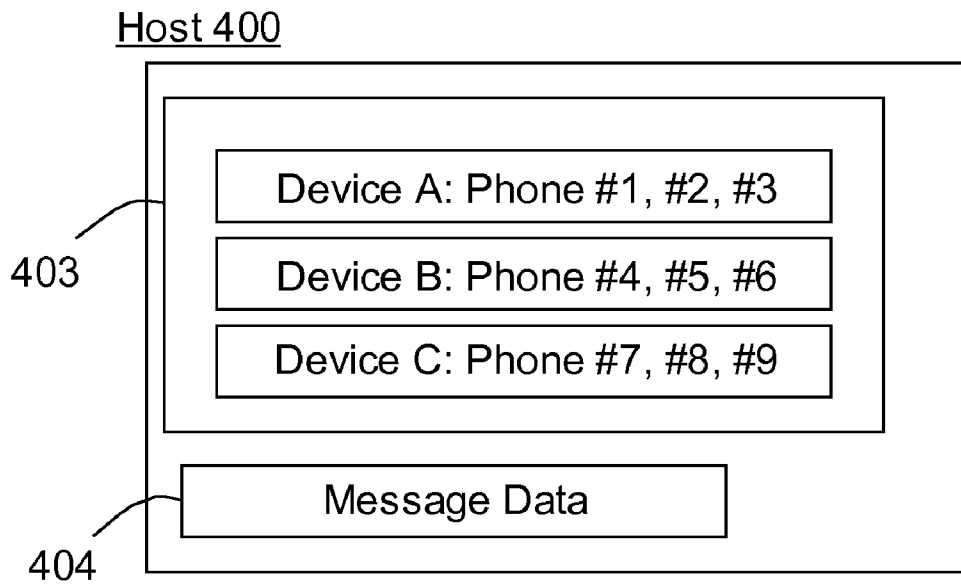 Host 400
Device A: Phone #1, #2, #3
Device B: Phone #4, #5, #6
403
Device C: Phone #7, #8, #9
Message Data
404